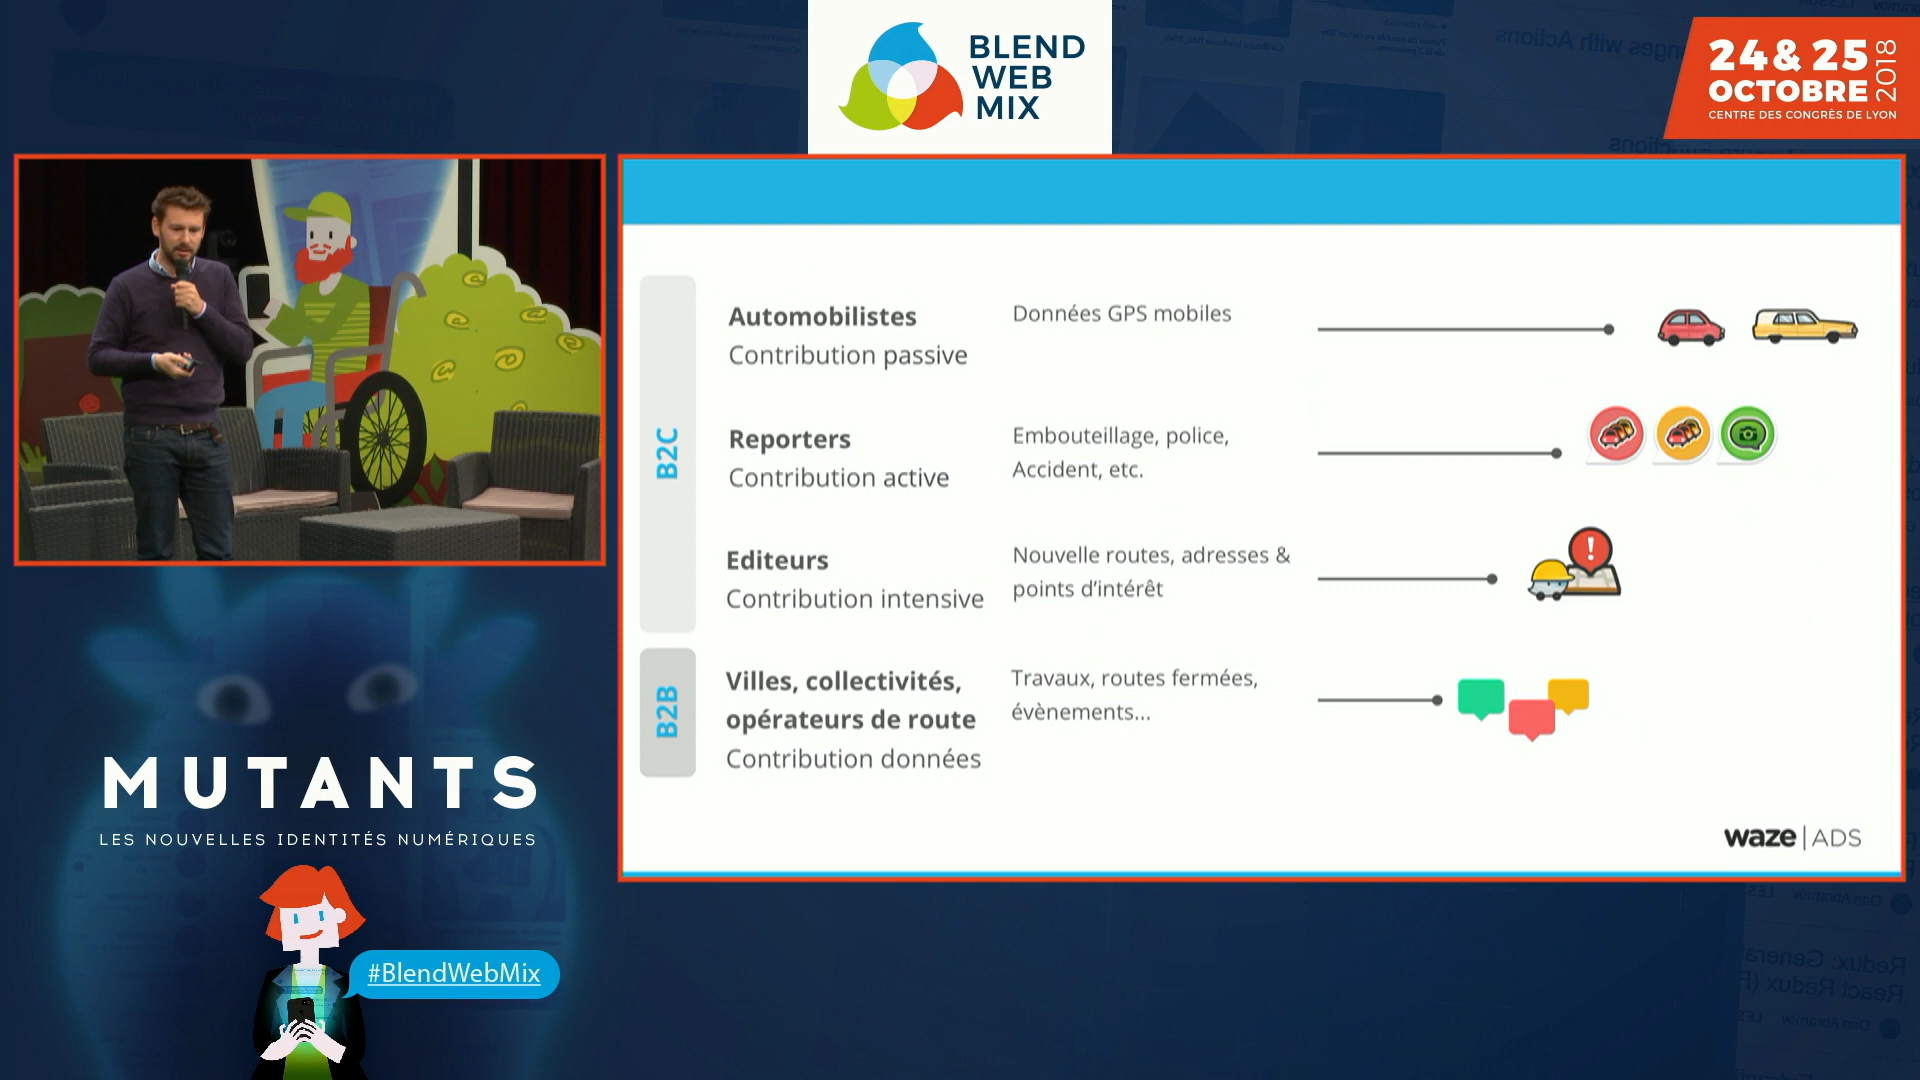 BLEND
WEB
MIX
24 & 25
OCTOBRE
2018
CENTRE DES CONGRÈS DE LYON
B2C
Automobilistes
Contribution passive
Données GPS mobiles
Reporters
Contribution active
Embouteillage, police,
Accident, etc.
Editeurs
Contribution intensive
Nouvelle routes, adresses &
points d'intérêt
B2B
Villes, collectivités,
opérateurs de route
Contribution données
Travaux, routes fermées,
évènements...
waze | ADS
MUTANTS
LES NOUVELLES IDENTITÉS NUMÉRIQUES
#BlendWebMix